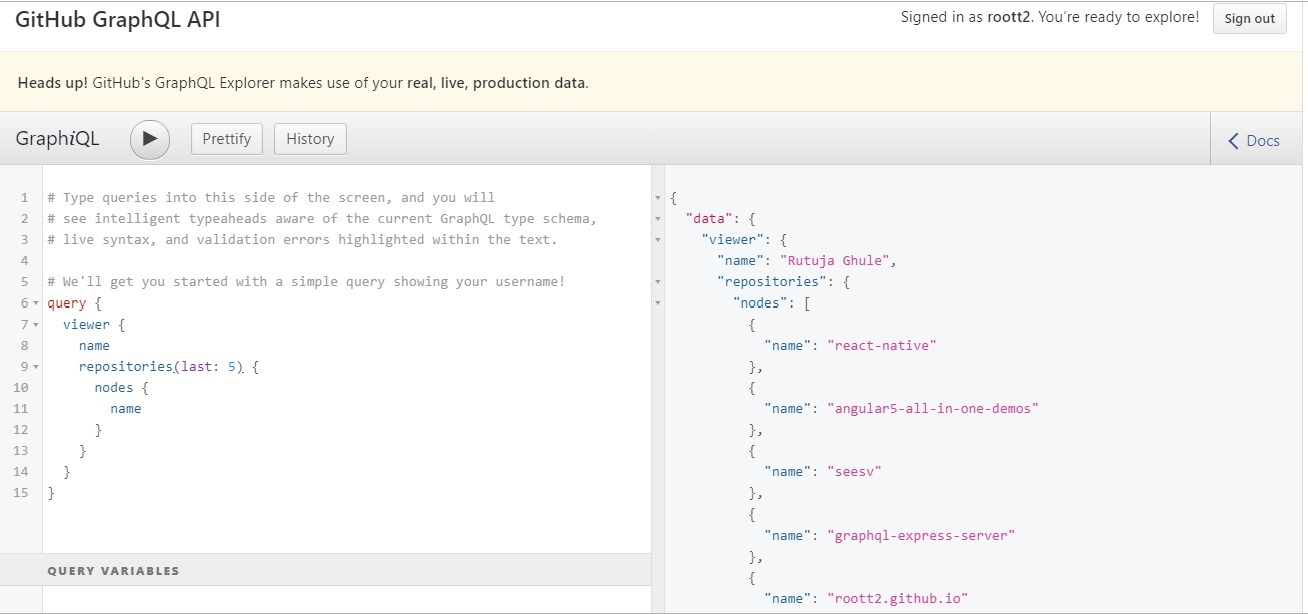 GitHub GraphQL API
Signed in as roott2. You're ready to explore! Sign out
Heads up! GitHub's GraphQL Explorer makes use of your real, live, production data.
GraphiQL Prettify History Docs
1 # Type queries into this side of the screen, and you will
2 # see intelligent typeaheads aware of the current GraphQL type schema,
3 # live syntax, and validation errors highlighted within the text.
4
5 # We'll get you started with a simple query showing your username!
6 query {
7 viewer {
8 name
9 repositories(last: 5) {
10 nodes {
11 name
12 }
13 }
14 }
15 }
QUERY VARIABLES
{
"data": {
"viewer": {
"name": "Rutuja Ghule",
"repositories": {
"nodes": [
{
"name": "react-native"
},
{
"name": "angular5-all-in-one-demos"
},
{
"name": "seesv"
},
{
"name": "graphql-express-server"
},
{
"name": "roott2.github.io"